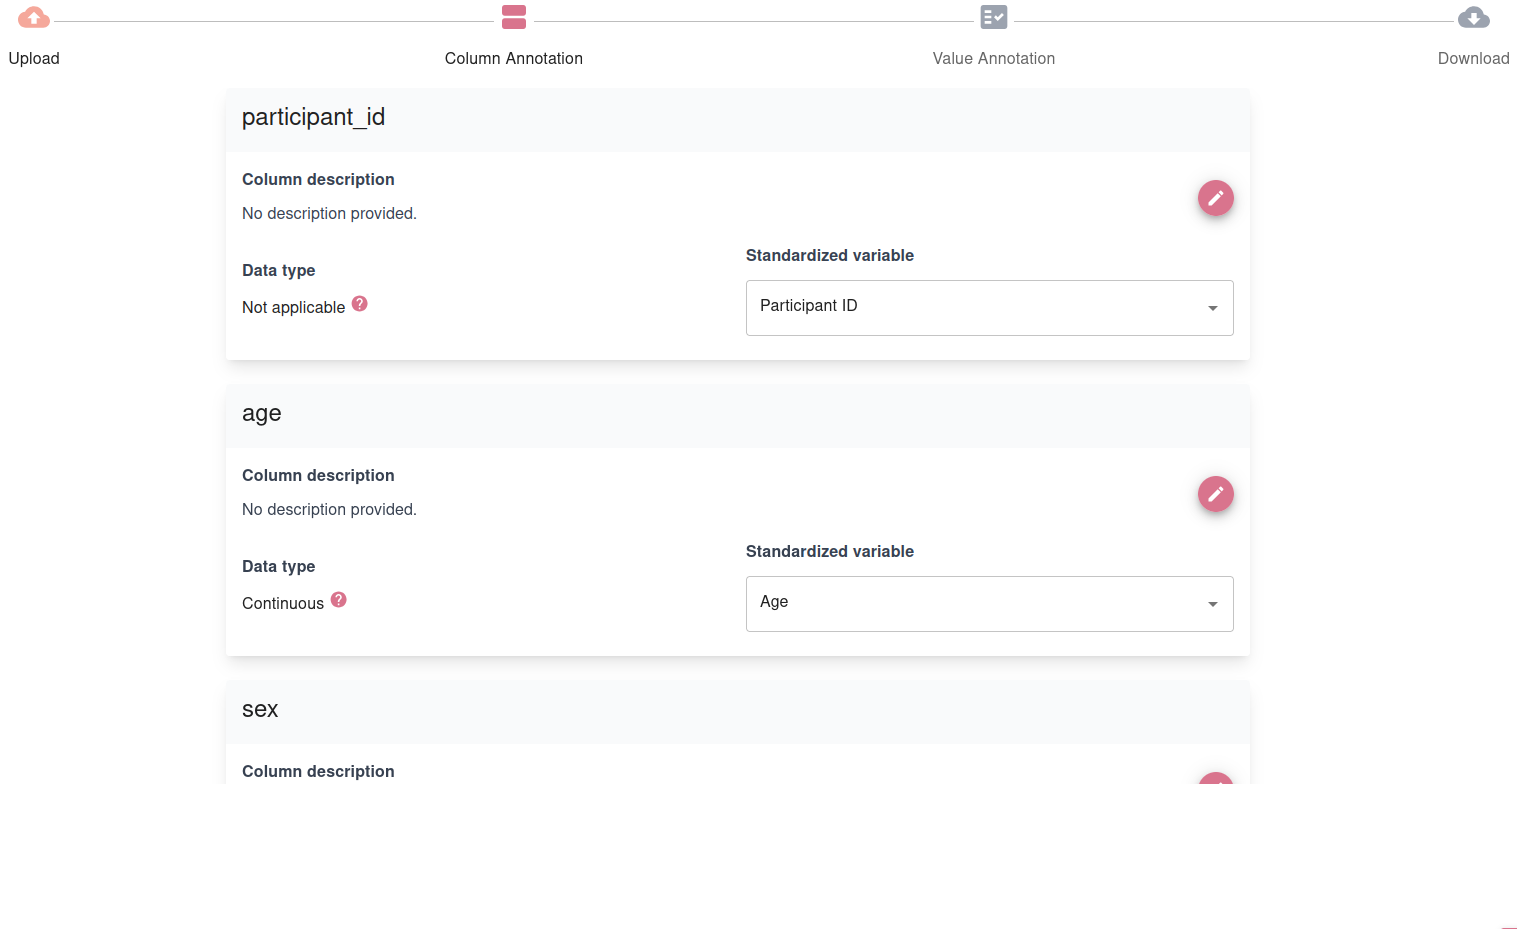 Upload
Column Annotation
Value Annotation
Download
participant_id
Column description
No description provided.
Data type
Not applicable
Standardized variable
Participant ID
age
Column description
No description provided.
Data type
Continuous
Standardized variable
Age
sex
Column description